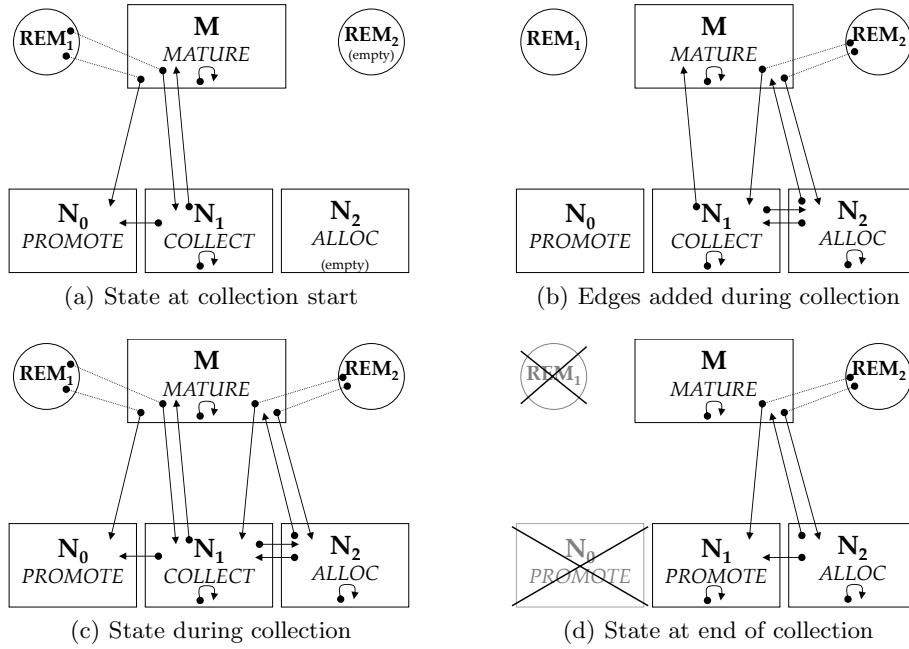 REM₁
M
MATURE
REM₂
(empty)
N₀
PROMOTE
N₁
COLLECT
N₂
ALLOC
(empty)
(a) State at collection start
REM₁
M
MATURE
REM₂
N₀
PROMOTE
N₁
COLLECT
N₂
ALLOC
(b) Edges added during collection
REM₁
M
MATURE
REM₂
N₀
PROMOTE
N₁
COLLECT
N₂
ALLOC
(c) State during collection
REM₁
M
MATURE
REM₂
N₀
PROMOTE
N₁
PROMOTE
N₂
ALLOC
(d) State at end of collection